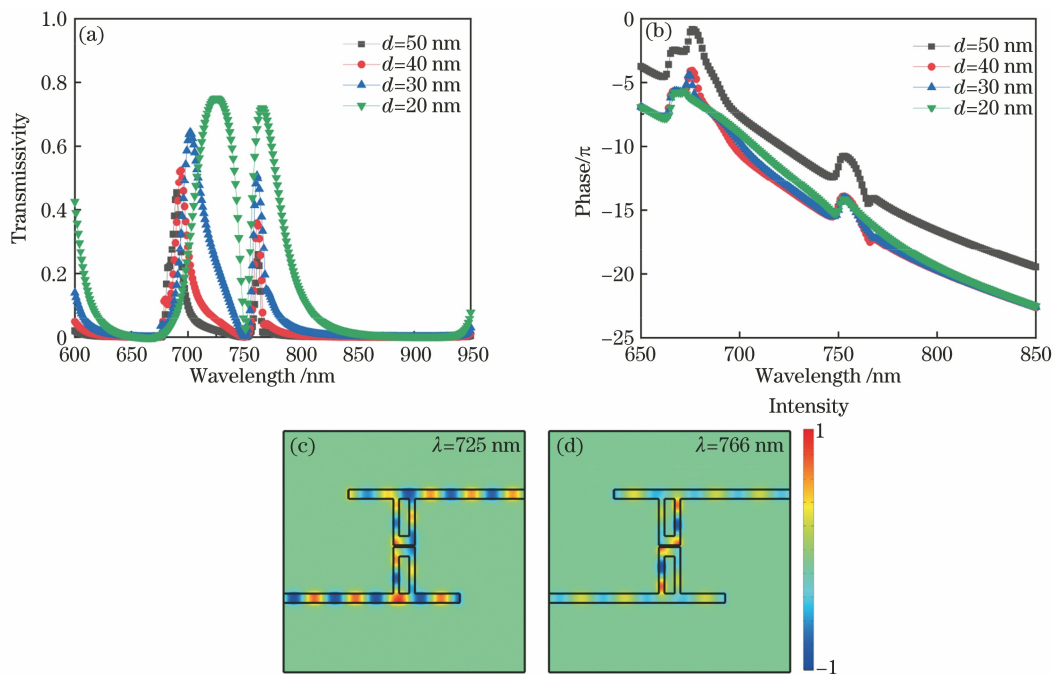 (a)
d=50 nm
d=40 nm
d=30 nm
d=20 nm
1.0
0.8
0.6
0.4
0.2
0
Transmissivity
600 650 700 750 800 850 900 950
Wavelength /nm
(b)
d=50 nm
d=40 nm
d=30 nm
d=20 nm
0
−5
−10
−15
−20
−25
Phase/π
650 700 750 800 850
Wavelength /nm
Intensity
(c) λ=725 nm
(d) λ=766 nm
1
−1